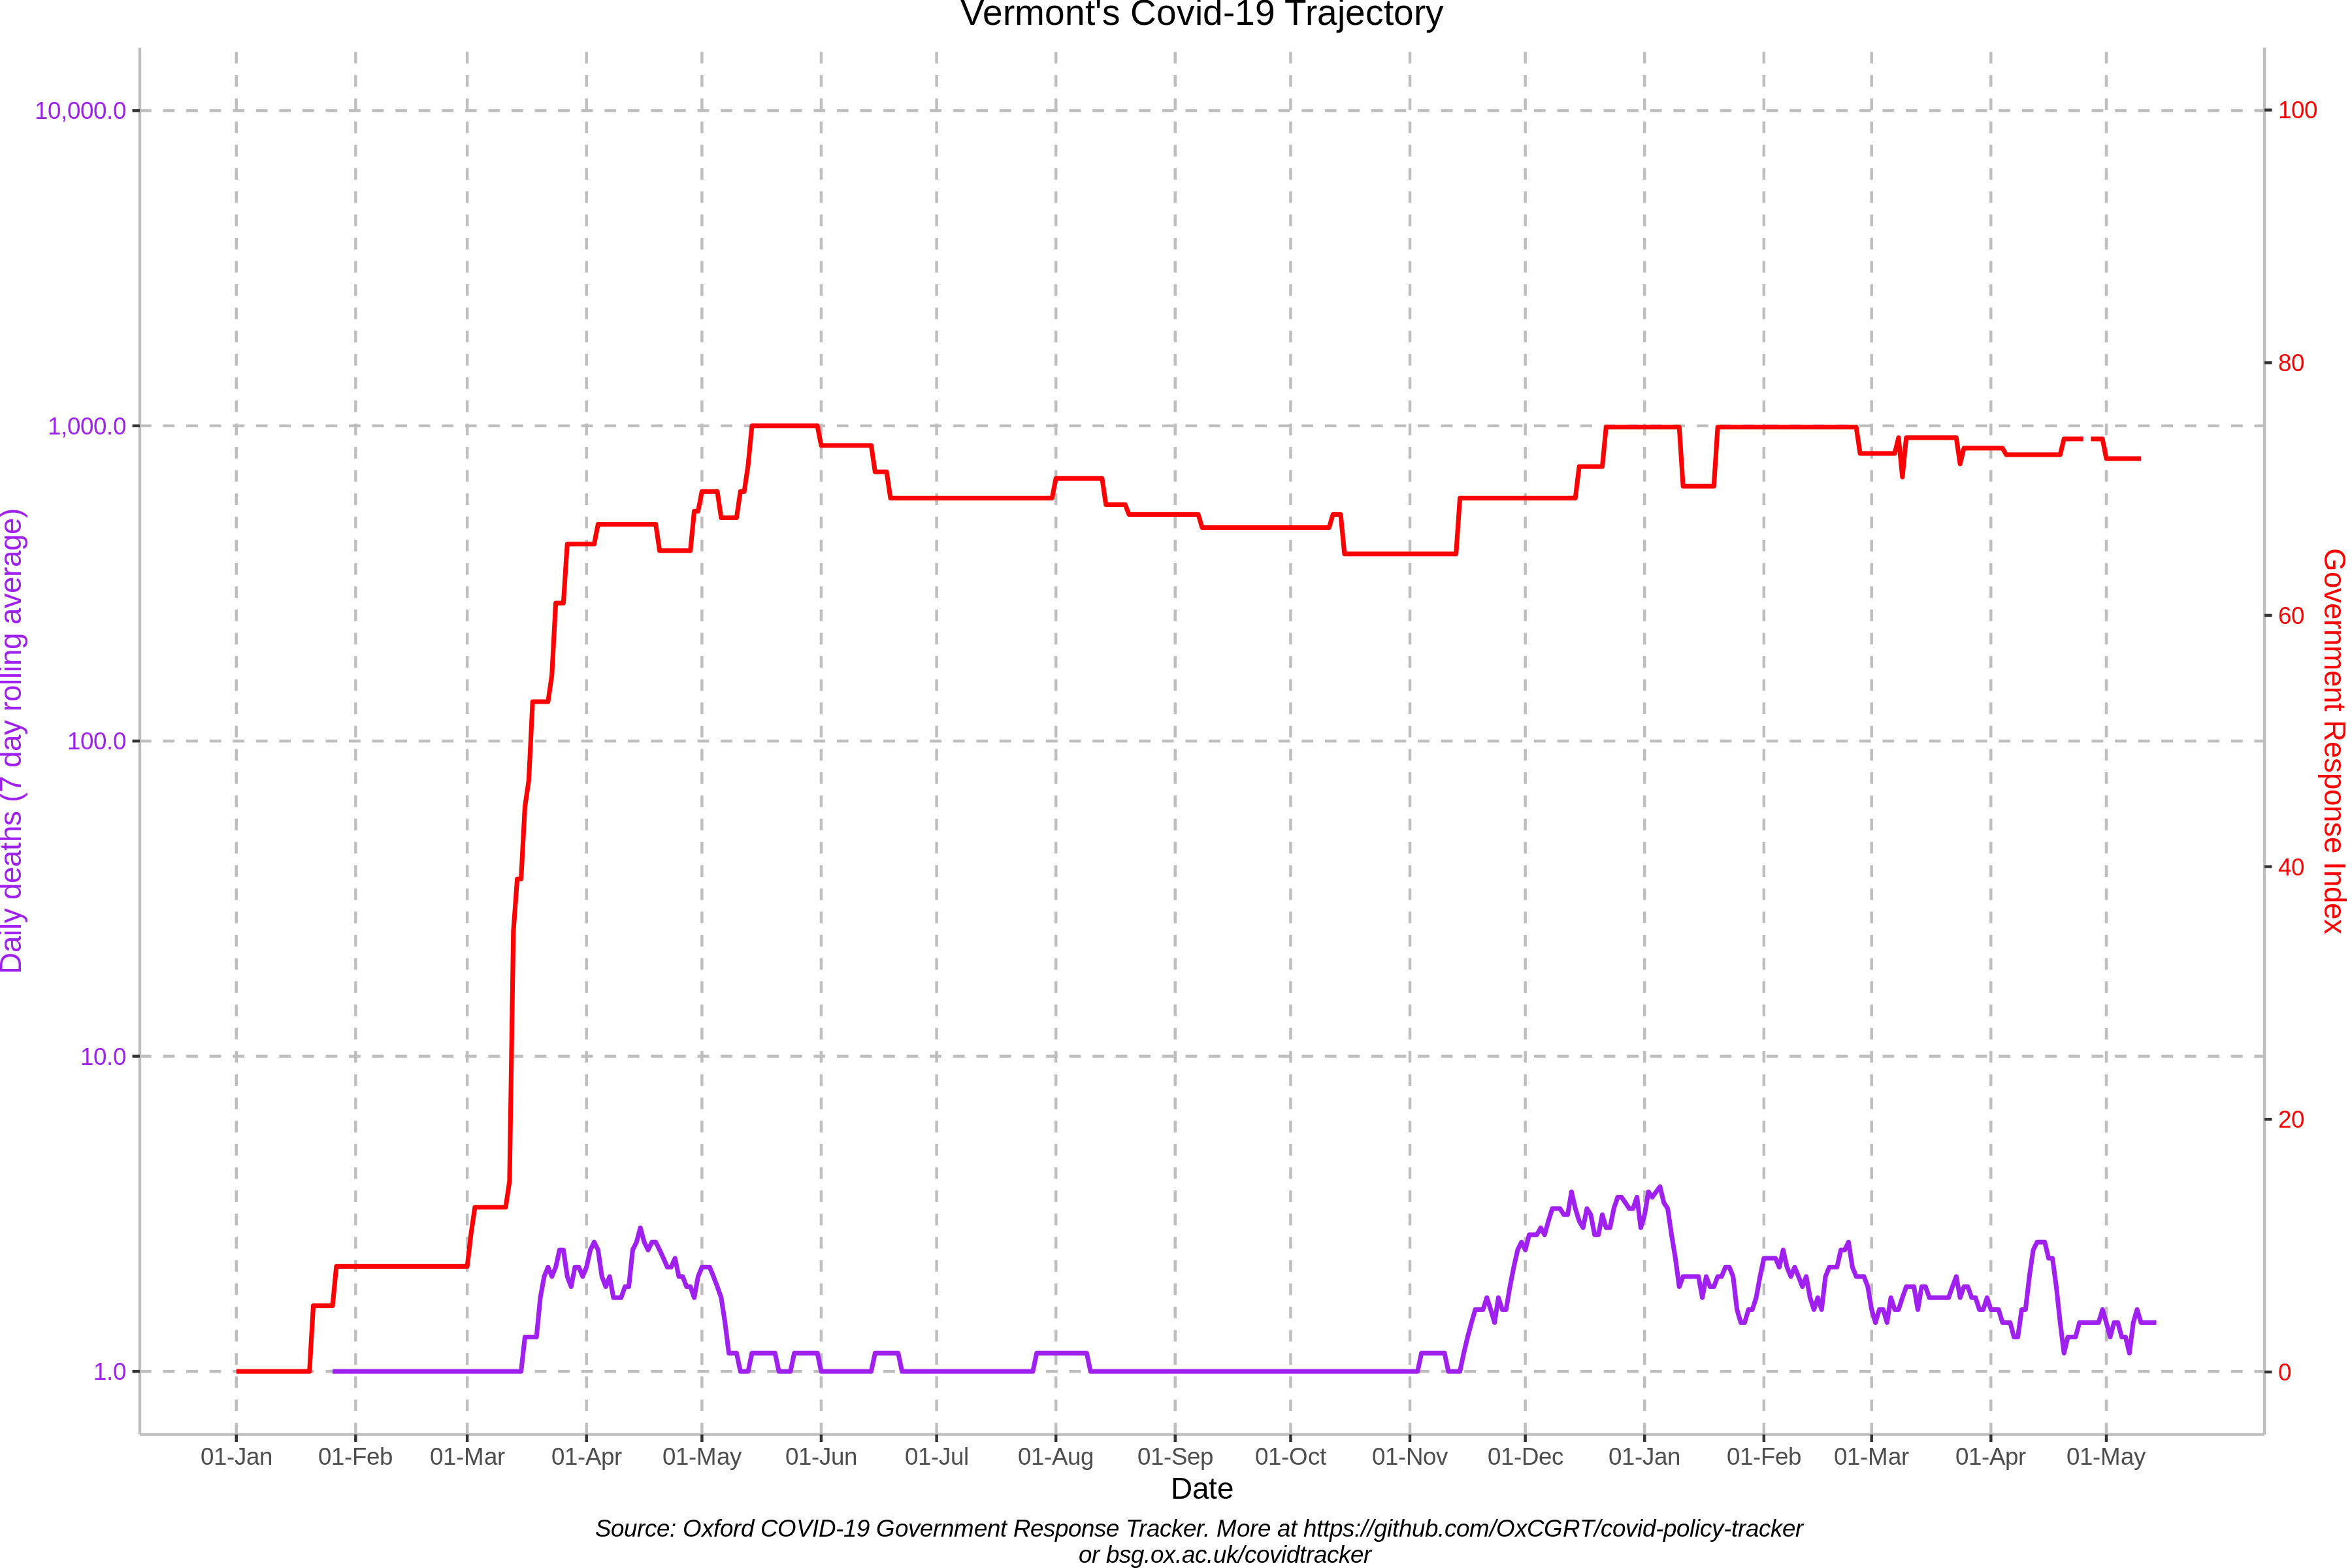 Vermont's Covid-19 Trajectory
10,000.0
1,000.0
100.0
10.0
1.0
Daily deaths (7 day rolling average)
100
80
60
40
20
0
Government Response Index
01-Jan 01-Feb 01-Mar 01-Apr 01-May 01-Jun 01-Jul 01-Aug 01-Sep 01-Oct 01-Nov 01-Dec 01-Jan 01-Feb 01-Mar 01-Apr 01-May
Date
Source: Oxford COVID-19 Government Response Tracker. More at https://github.com/OxCGRT/covid-policy-tracker
or bsg.ox.ac.uk/covidtracker